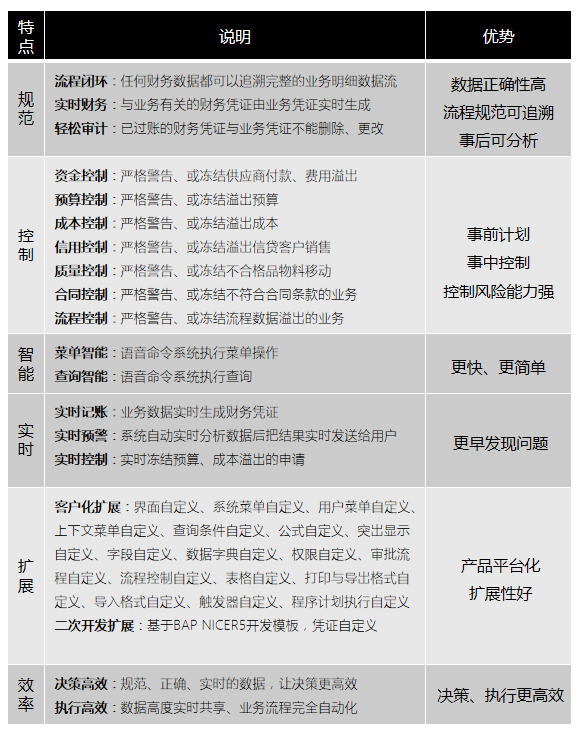 特点
说明
优势
规范
流程闭环：任何财务数据都可以追溯完整的业务明细数据流
实时财务：与业务有关的财务凭证由业务凭证实时生成
轻松审计：已过账的财务凭证与业务凭证不能删除、更改
数据正确性高
流程规范可追溯
事后可分析
控制
资金控制：严格警告、或冻结供应商付款、费用溢出
预算控制：严格警告、或冻结溢出预算
成本控制：严格警告、或冻结溢出成本
信用控制：严格警告、或冻结溢出信贷客户销售
质量控制：严格警告、或冻结不合格品物料移动
合同控制：严格警告、或冻结不符合合同条款的业务
流程控制：严格警告、或冻结流程数据溢出的业务
事前计划
事中控制
控制风险能力强
智能
菜单智能：语音命令系统执行菜单操作
查询智能：语音命令系统执行查询
更快、更简单
实时
实时记账：业务数据实时生成财务凭证
实时预警：系统自动实时分析数据后把结果实时发送给用户
实时控制：实时冻结预算、成本溢出的申请
更早发现问题
扩展
客户化扩展：界面自定义、系统菜单自定义、用户菜单自定义、
上下文菜单自定义、查询条件自定义、公式自定义、突出显示
自定义、字段自定义、数据字典自定义、权限自定义、审批流
程自定义、流程控制自定义、表格自定义、打印与导出格式自
定义、导入格式自定义、触发器自定义、程序计划执行自定义
二次开发扩展：基于BAP NICER5开发模板，凭证自定义
产品平台化
扩展性好
效率
决策高效：规范、正确、实时的数据，让决策更高效
执行高效：数据高度实时共享、业务流程完全自动化
决策、执行更高效